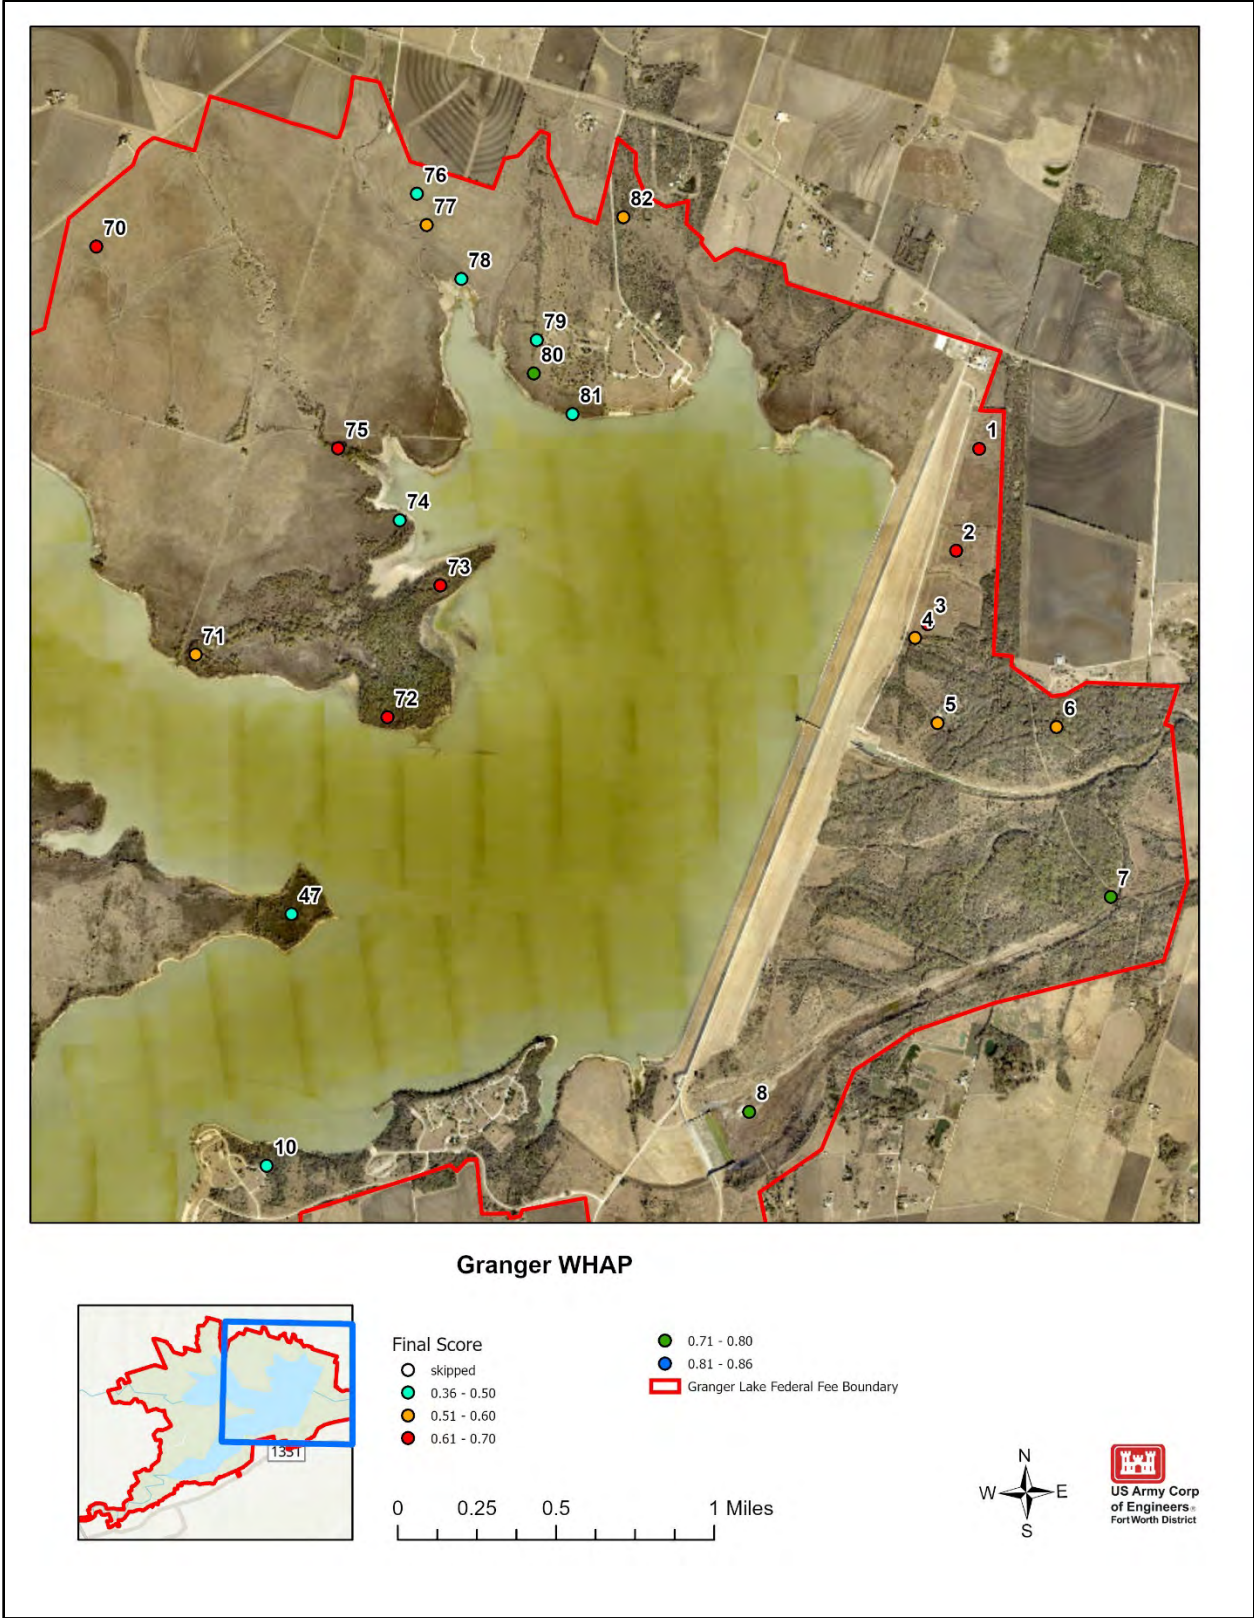 76
77
82
70
78
79
80
81
1
75
74
2
73
3
4
71
72
5
6
47
7
8
10
Granger WHAP
Final Score
skipped
0.36 - 0.50
0.51 - 0.60
0.61 - 0.70
0.71 - 0.80
0.81 - 0.86
Granger Lake Federal Fee Boundary
1331
0 0.25 0.5 1 Miles
N
W E
S
US Army Corp
of Engineers®
Fort Worth District